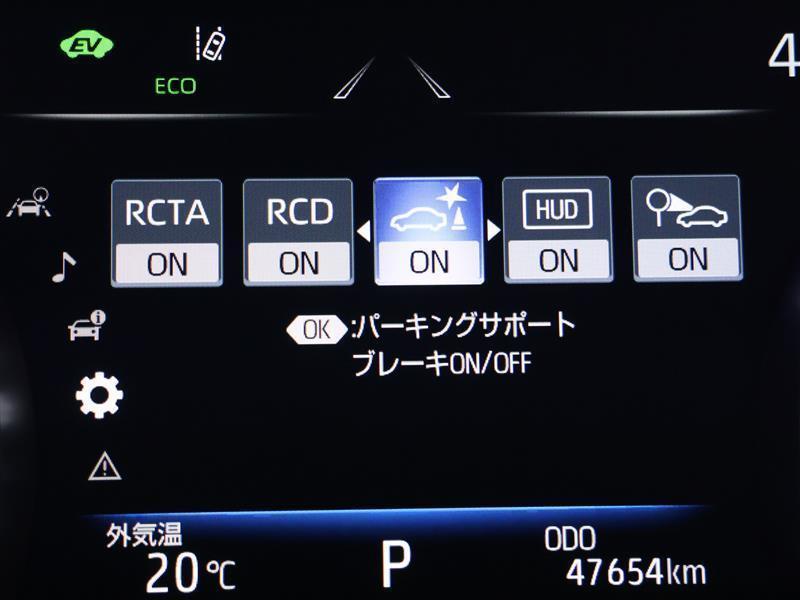 EV
ECO
4
RCTA
ON
RCD
ON
ON
HUD
ON
ON
OK :パーキングサポート
ブレーキON/OFF
外気温
20℃
P
ODO
47654km